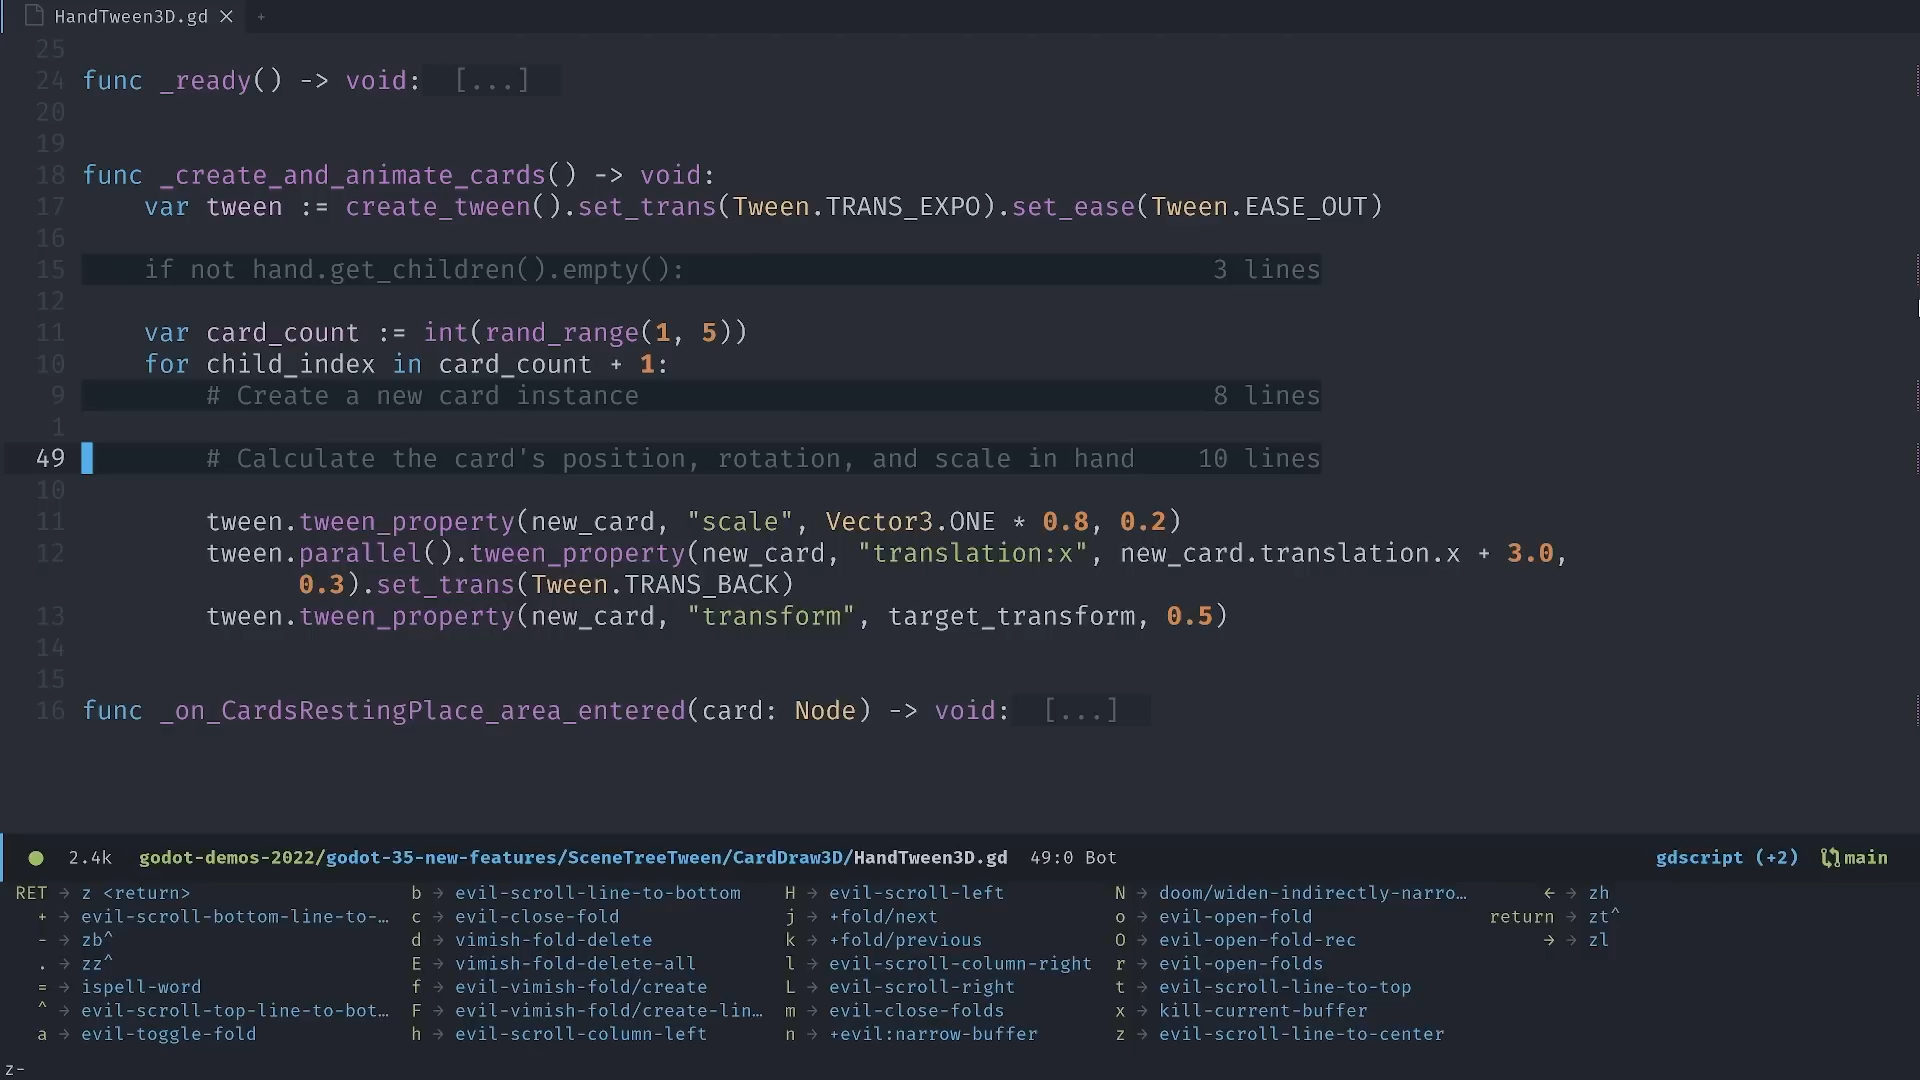 HandTween3D.gd × +
25
24 func _ready() -> void: [...]
20
19
18 func _create_and_animate_cards() -> void:
17 var tween := create_tween().set_trans(Tween.TRANS_EXPO).set_ease(Tween.EASE_OUT)
16
15 if not hand.get_children().empty(): 3 lines
12
11 var card_count := int(rand_range(1, 5))
10 for child_index in card_count + 1:
9 # Create a new card instance 8 lines
1
49 # Calculate the card's position, rotation, and scale in hand 10 lines
10
11 tween.tween_property(new_card, "scale", Vector3.ONE * 0.8, 0.2)
12 tween.parallel().tween_property(new_card, "translation:x", new_card.translation.x + 3.0,
0.3).set_trans(Tween.TRANS_BACK)
13 tween.tween_property(new_card, "transform", target_transform, 0.5)
14
15
16 func _on_CardsRestingPlace_area_entered(card: Node) -> void: [...]
2.4k godot-demos-2022/godot-35-new-features/SceneTreeTween/CardDraw3D/HandTween3D.gd 49:0 Bot gdscript (+2) main
RET → z <return> b → evil-scroll-line-to-bottom H → evil-scroll-left N → doom/widen-indirectly-narro… ← → zh
+ → evil-scroll-bottom-line-to-… c → evil-close-fold j → +fold/next o → evil-open-fold return → zt^
- → zb^ d → vimish-fold-delete k → +fold/previous O → evil-open-fold-rec → → zl
. → zz^ E → vimish-fold-delete-all l → evil-scroll-column-right r → evil-open-folds
= → ispell-word f → evil-vimish-fold/create L → evil-scroll-right t → evil-scroll-line-to-top
^ → evil-scroll-top-line-to-bot… F → evil-vimish-fold/create-lin… m → evil-close-folds x → kill-current-buffer
a → evil-toggle-fold h → evil-scroll-column-left n → +evil:narrow-buffer z → evil-scroll-line-to-center
z-